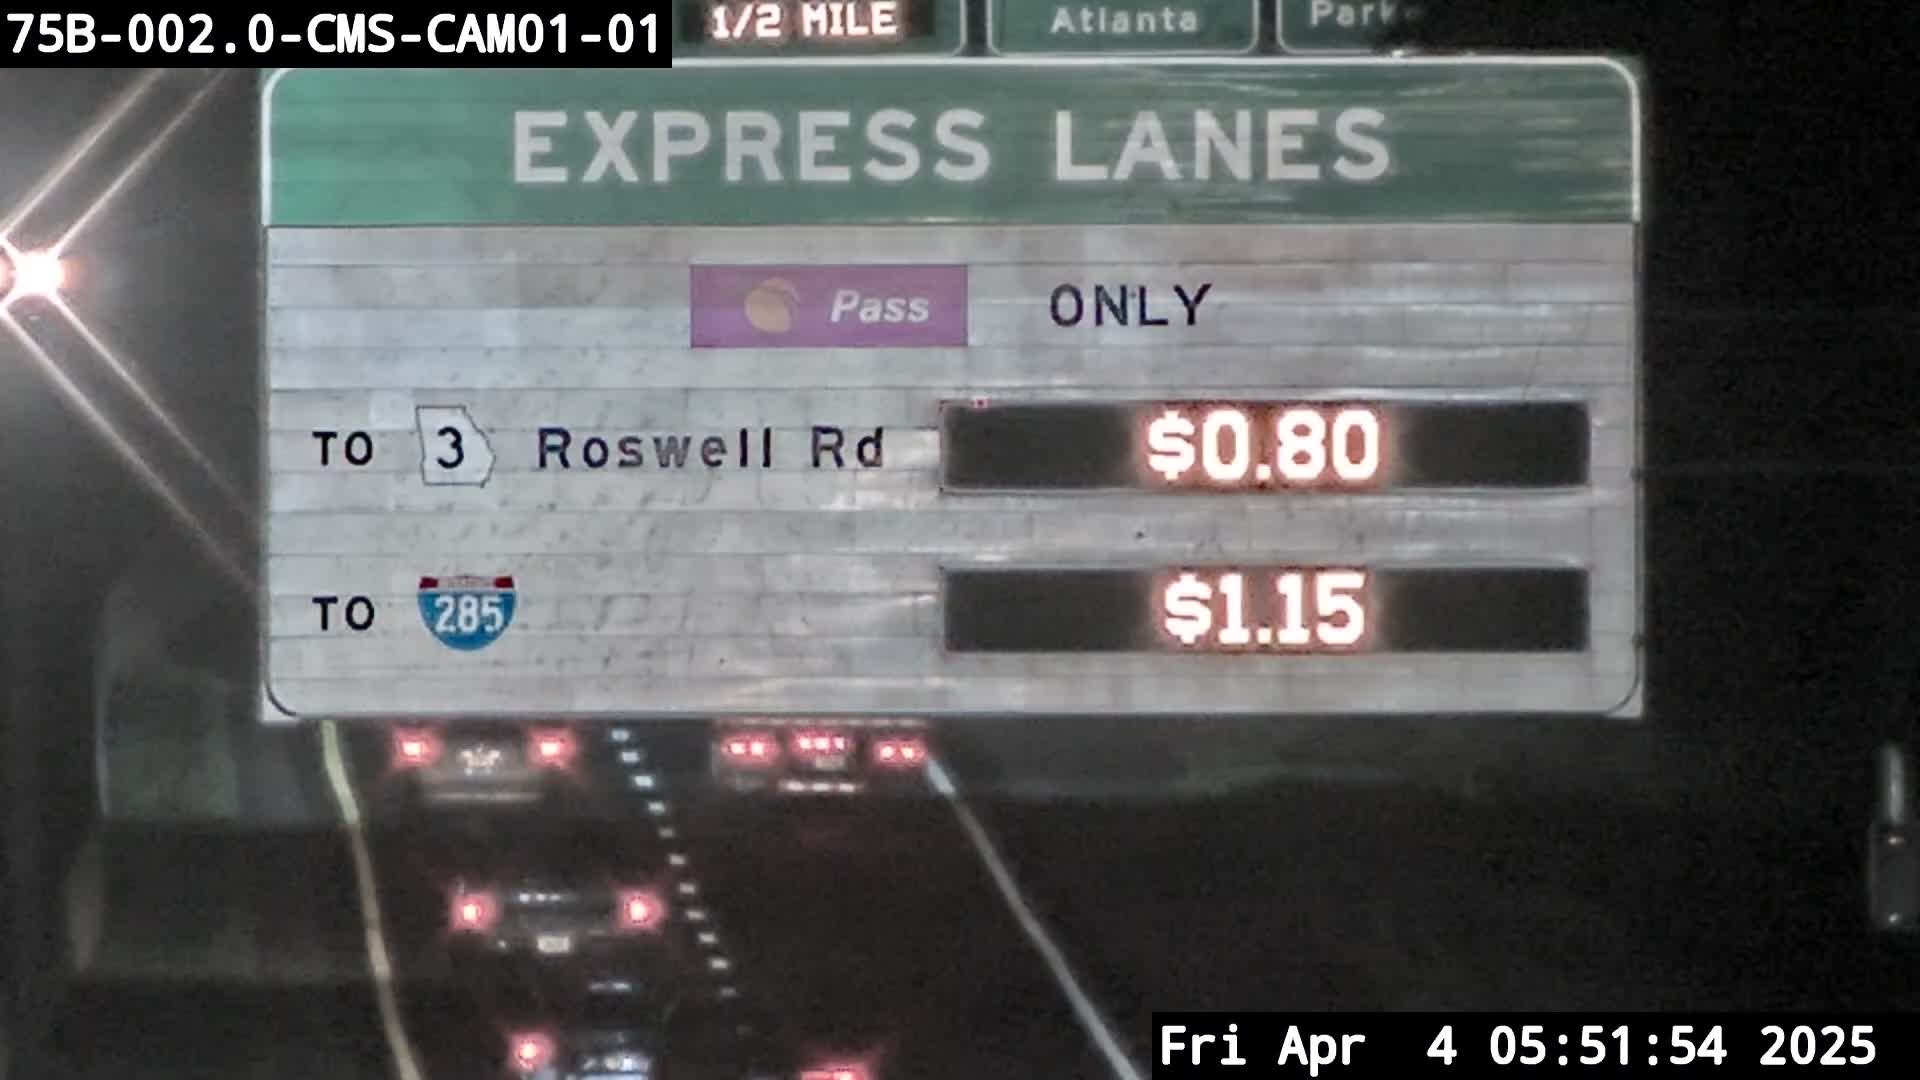 75B-002.0-CMS-CAM01-01
1/2 MILE
Atlanta
EXPRESS LANES
Pass ONLY
TO 3 Roswell Rd $0.80
TO 285 $1.15
Fri Apr 4 05:51:54 2025